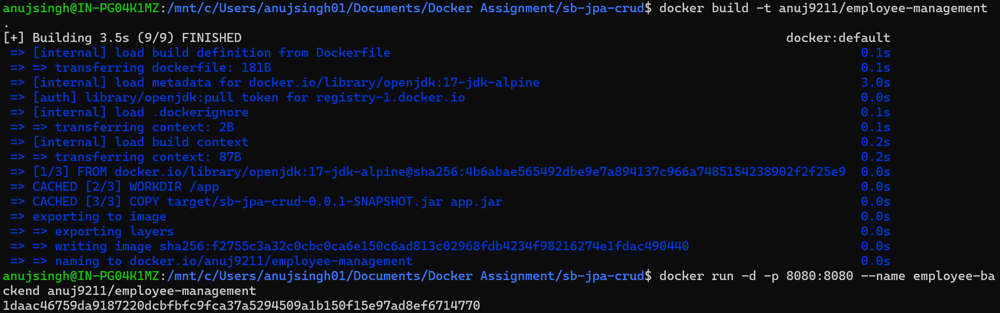 anujsingh@IN-PG04K1MZ:/mnt/c/Users/anujsingh01/Documents/Docker Assignment/sb-jpa-crud$ docker build -t anuj9211/employee-management
.
[+] Building 3.5s (9/9) FINISHED docker:default
=> [internal] load build definition from Dockerfile 0.1s
=> => transferring dockerfile: 181B 0.1s
=> [internal] load metadata for docker.io/library/openjdk:17-jdk-alpine 3.0s
=> [auth] library/openjdk:pull token for registry-1.docker.io 0.0s
=> [internal] load .dockerignore 0.1s
=> => transferring context: 2B 0.1s
=> [internal] load build context 0.2s
=> => transferring context: 87B 0.2s
=> [1/3] FROM docker.io/library/openjdk:17-jdk-alpine@sha256:4b6abae565492dbe9e7a894137c966a7485154238902f2f25e9 0.0s
=> CACHED [2/3] WORKDIR /app 0.0s
=> CACHED [3/3] COPY target/sb-jpa-crud-0.0.1-SNAPSHOT.jar app.jar 0.0s
=> exporting to image 0.0s
=> => exporting layers 0.0s
=> => writing image sha256:f2755c3a32c0cbc0ca6e150c6ad813c02968fdb4234f98216274e1fdac490440 0.0s
=> => naming to docker.io/anuj9211/employee-management 0.0s
anujsingh@IN-PG04K1MZ:/mnt/c/Users/anujsingh01/Documents/Docker Assignment/sb-jpa-crud$ docker run -d -p 8080:8080 --name employee-ba
ckend anuj9211/employee-management
1daac46759da9187220dcbfbfc9fca37a5294509a1b150f15e97ad8ef6714770